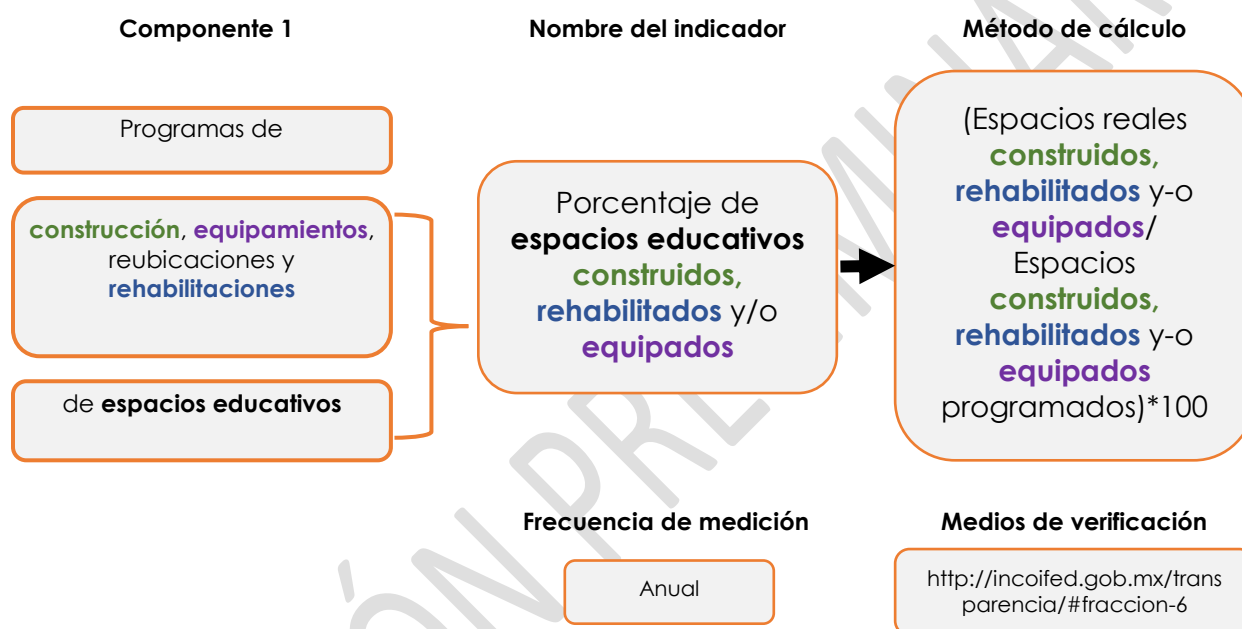 Componente 1
Programas de
construcción, equipamientos,
reubicaciones y
rehabilitaciones
de espacios educativos
Nombre del indicador
Porcentaje de
espacios educativos
construidos,
rehabilitados y/o
equipados
Método de cálculo
(Espacios reales
construidos,
rehabilitados y-o
equipados/
Espacios
construidos,
rehabilitados y-o
equipados
programados)*100
Frecuencia de medición
Anual
Medios de verificación
http://incoifed.gob.mx/trans
parencia/#fraccion-6